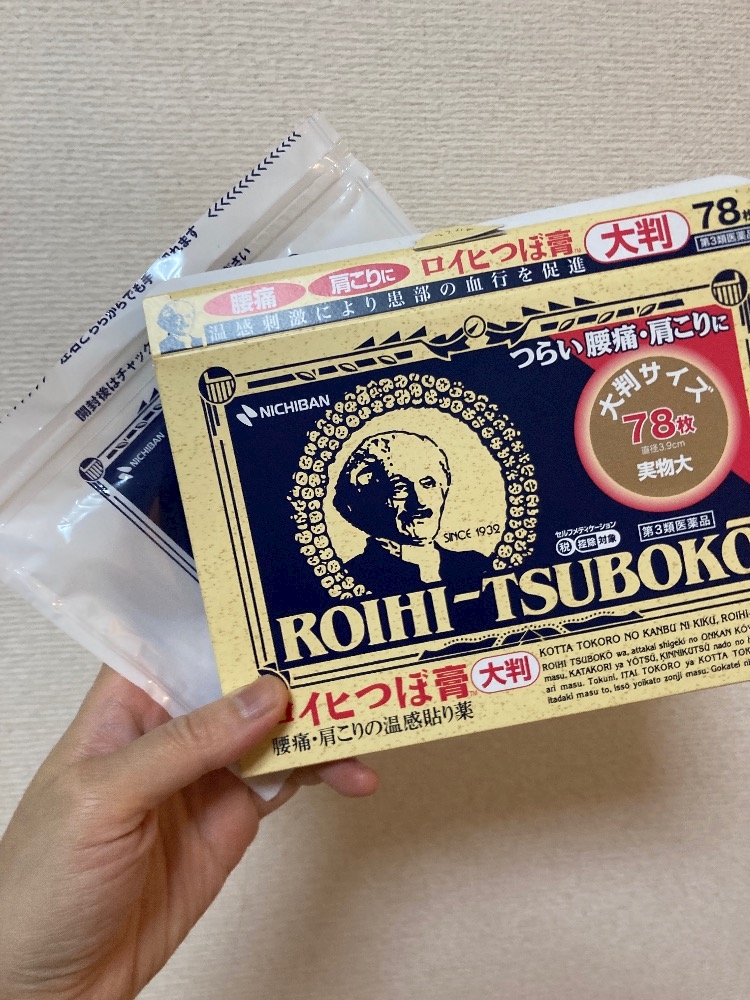 開封後はチャック
NICHIBAN
腰痛 肩こりに ロイヒつぼ膏™ 大判 78枚
温感刺激により患部の血行を促進
第3類医薬品
つらい腰痛・肩こりに
NICHIBAN
大判サイズ
78枚
直径3.9cm
実物大
SINCE 1932
セルフメディケーション
税 控除 対象
第3類医薬品
ROIHI-TSUBOKŌ
ロイヒつぼ膏™ 大判
腰痛・肩こりの温感貼り薬
KOTTA TOKORO NO KANBU NI KIKU, ROIHI-
ROIHI TSUBOKŌ wa, attakai shigeki no ONKAN
masu. KATAKORI ya YŌTSŪ, KINNIKUTSŪ nado no
ari masu. Tokuni, ITAI TOKORO ya KOTTA
itadaki masu to, issō yoikato zonji masu. Gokatei